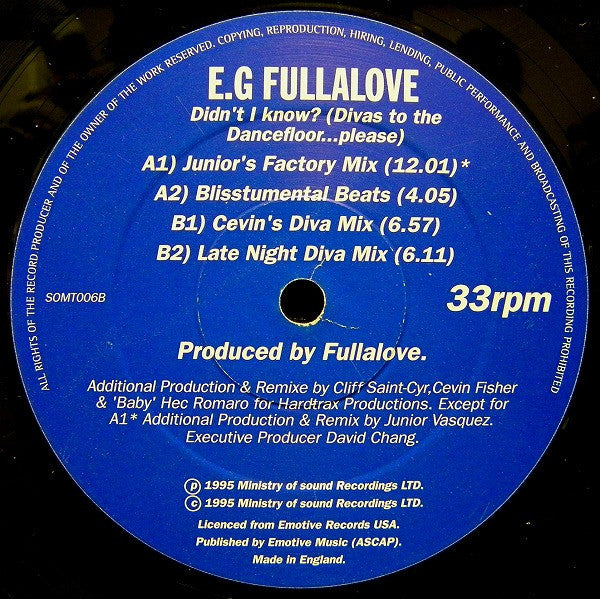 ALL RIGHTS OF THE RECORD PRODUCER AND OF THE OWNER OF THE WORK RESERVED. COPYING, REPRODUCTION, HIRING, LENDING, PUBLIC PERFORMANCE AND BROADCASTING OF THIS RECORDING PROHIBITED
E.G FULLALOVE
Didn't I know? (Divas to the
Dancefloor...please)
A1) Junior's Factory Mix (12.01)*
A2) Blisstumental Beats (4.05)
B1) Cevin's Diva Mix (6.57)
B2) Late Night Diva Mix (6.11)
SOMT006B
33rpm
Produced by Fullalove.
Additional Production & Remixe by Cliff Saint-Cyr,Cevin Fisher
& 'Baby' Hec Romaro for Hardtrax Productions. Except for
A1* Additional Production & Remix by Junior Vasquez.
Executive Producer David Chang.
℗ 1995 Ministry of sound Recordings LTD.
© 1995 Ministry of sound Recordings LTD.
Licenced from Emotive Records USA.
Published by Emotive Music (ASCAP).
Made in England.